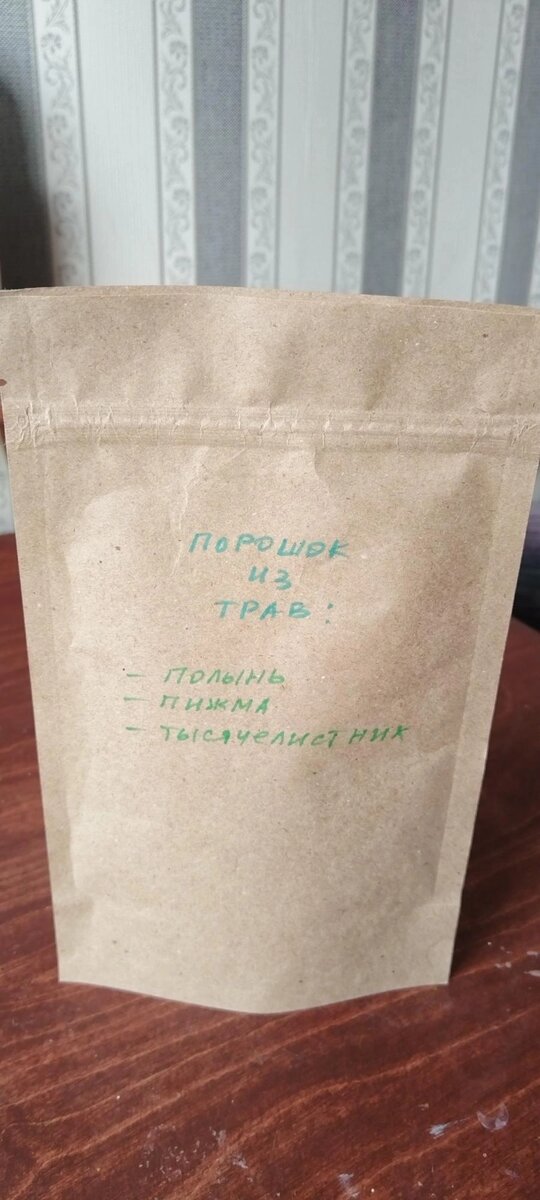 ПОРОШОК
ИЗ
ТРАВ:
- ПОЛЫНЬ
- ПИЖМА
- ТЫСЯЧЕЛИСТНИК